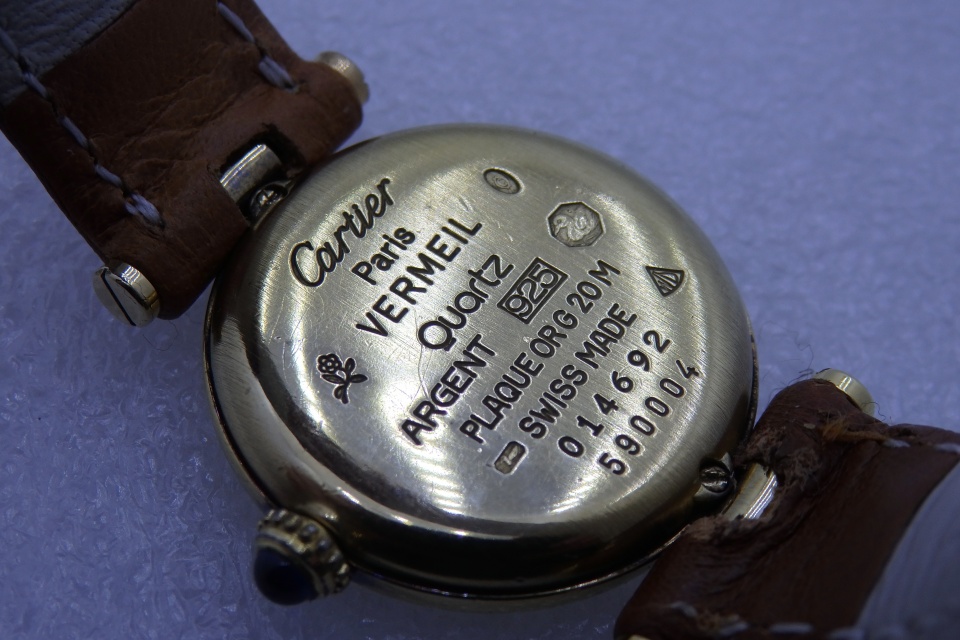 Cartier
Paris
VERMEIL
Quartz
ARGENT 925
PLAQUE OR G 20 M
SWISS MADE
014692
590004